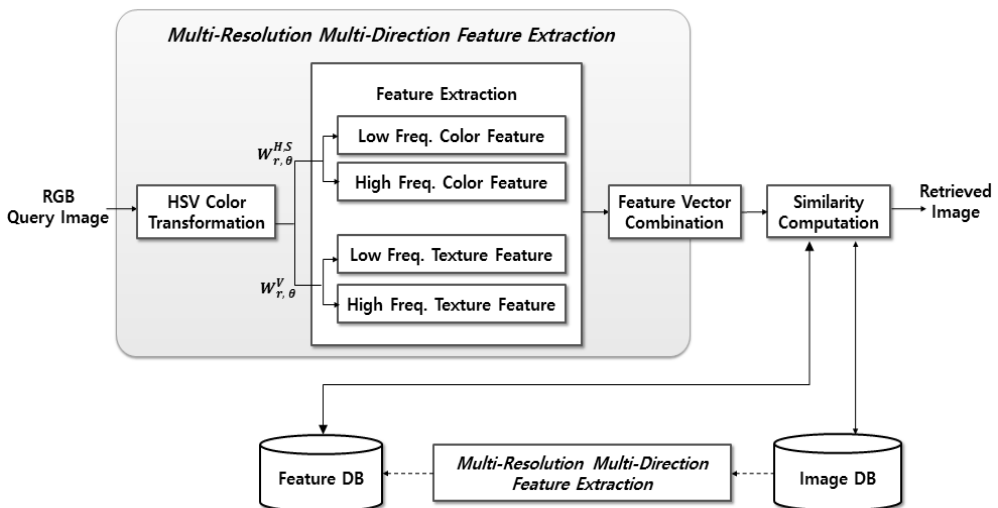 Multi-Resolution Multi-Direction Feature Extraction
Feature Extraction
Low Freq. Color Feature
High Freq. Color Feature
Low Freq. Texture Feature
High Freq. Texture Feature
W_{r, θ}^{H,S}
W_{r, θ}^{V}
RGB
Query Image
HSV Color
Transformation
Feature Vector
Combination
Similarity
Computation
Retrieved
Image
Feature DB
Multi-Resolution Multi-Direction
Feature Extraction
Image DB